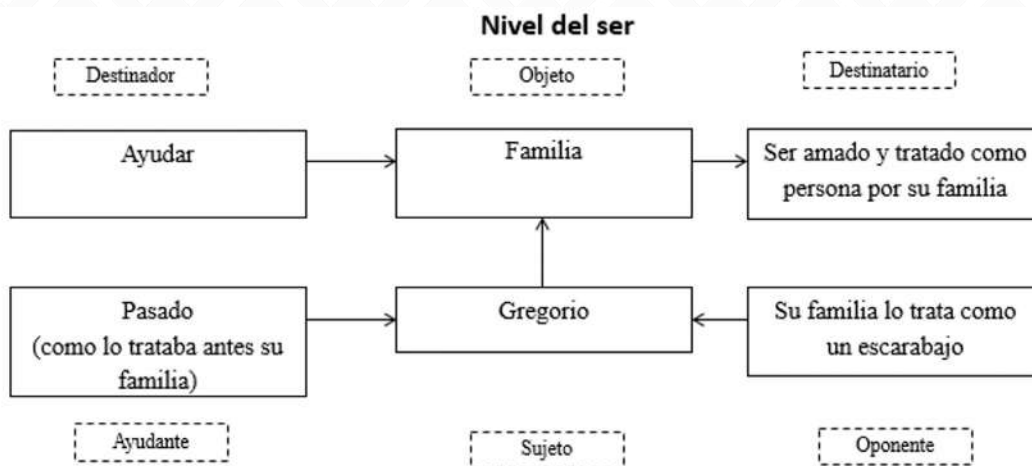 Nivel del ser
Destinador
Objeto
Destinatario
Ayudar
Familia
Ser amado y tratado como
persona por su familia
Pasado
(como lo trataba antes su
familia)
Gregorio
Su familia lo trata como
un escarabajo
Ayudante
Sujeto
Oponente